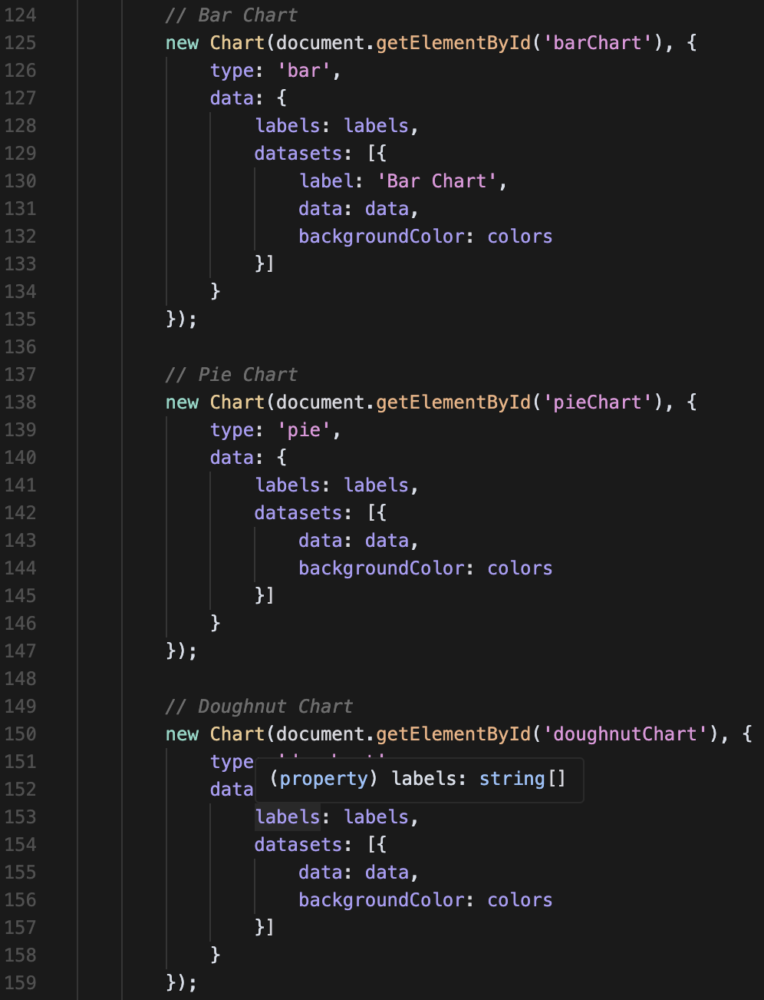 124 // Bar Chart
125 new Chart(document.getElementById('barChart'), {
126 type: 'bar',
127 data: {
128 labels: labels,
129 datasets: [{
130 label: 'Bar Chart',
131 data: data,
132 backgroundColor: colors
133 }]
134 }
135 });
136
137 // Pie Chart
138 new Chart(document.getElementById('pieChart'), {
139 type: 'pie',
140 data: {
141 labels: labels,
142 datasets: [{
143 data: data,
144 backgroundColor: colors
145 }]
146 }
147 });
148
149 // Doughnut Chart
150 new Chart(document.getElementById('doughnutChart'), {
151 type
(property) labels: string[]
152 data
153 labels: labels,
154 datasets: [{
155 data: data,
156 backgroundColor: colors
157 }]
158 }
159 });